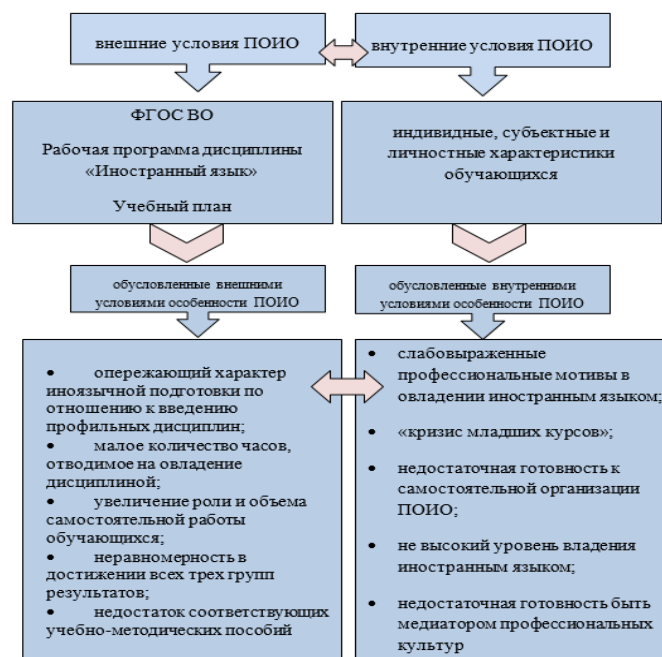 внешние условия ПОИО
внутренние условия ПОИО
ФГОС ВО
Рабочая программа дисциплины
«Иностранный язык»
Учебный план
индивидные, субъектные и
личностные характеристики
обучающихся
обусловленные внешними
условиями особенности ПОИО
обусловленные внутренними
условиями особенности ПОИО
• опережающий характер
иноязычной подготовки по
отношению к введению
профильных дисциплин;
• малое количество часов,
отводимое на овладение
дисциплиной;
• увеличение роли и объема
самостоятельной работы
обучающихся;
• неравномерность в
достижении всех трех групп
результатов;
• недостаток соответствующих
учебно-методических пособий
• слабовыраженные
профессиональные мотивы в
овладении иностранным языком;
• «кризис младших курсов»;
• недостаточная готовность к
самостоятельной организации
ПОИО;
• не высокий уровень владения
иностранным языком;
• недостаточная готовность быть
медиатором профессиональных
культур